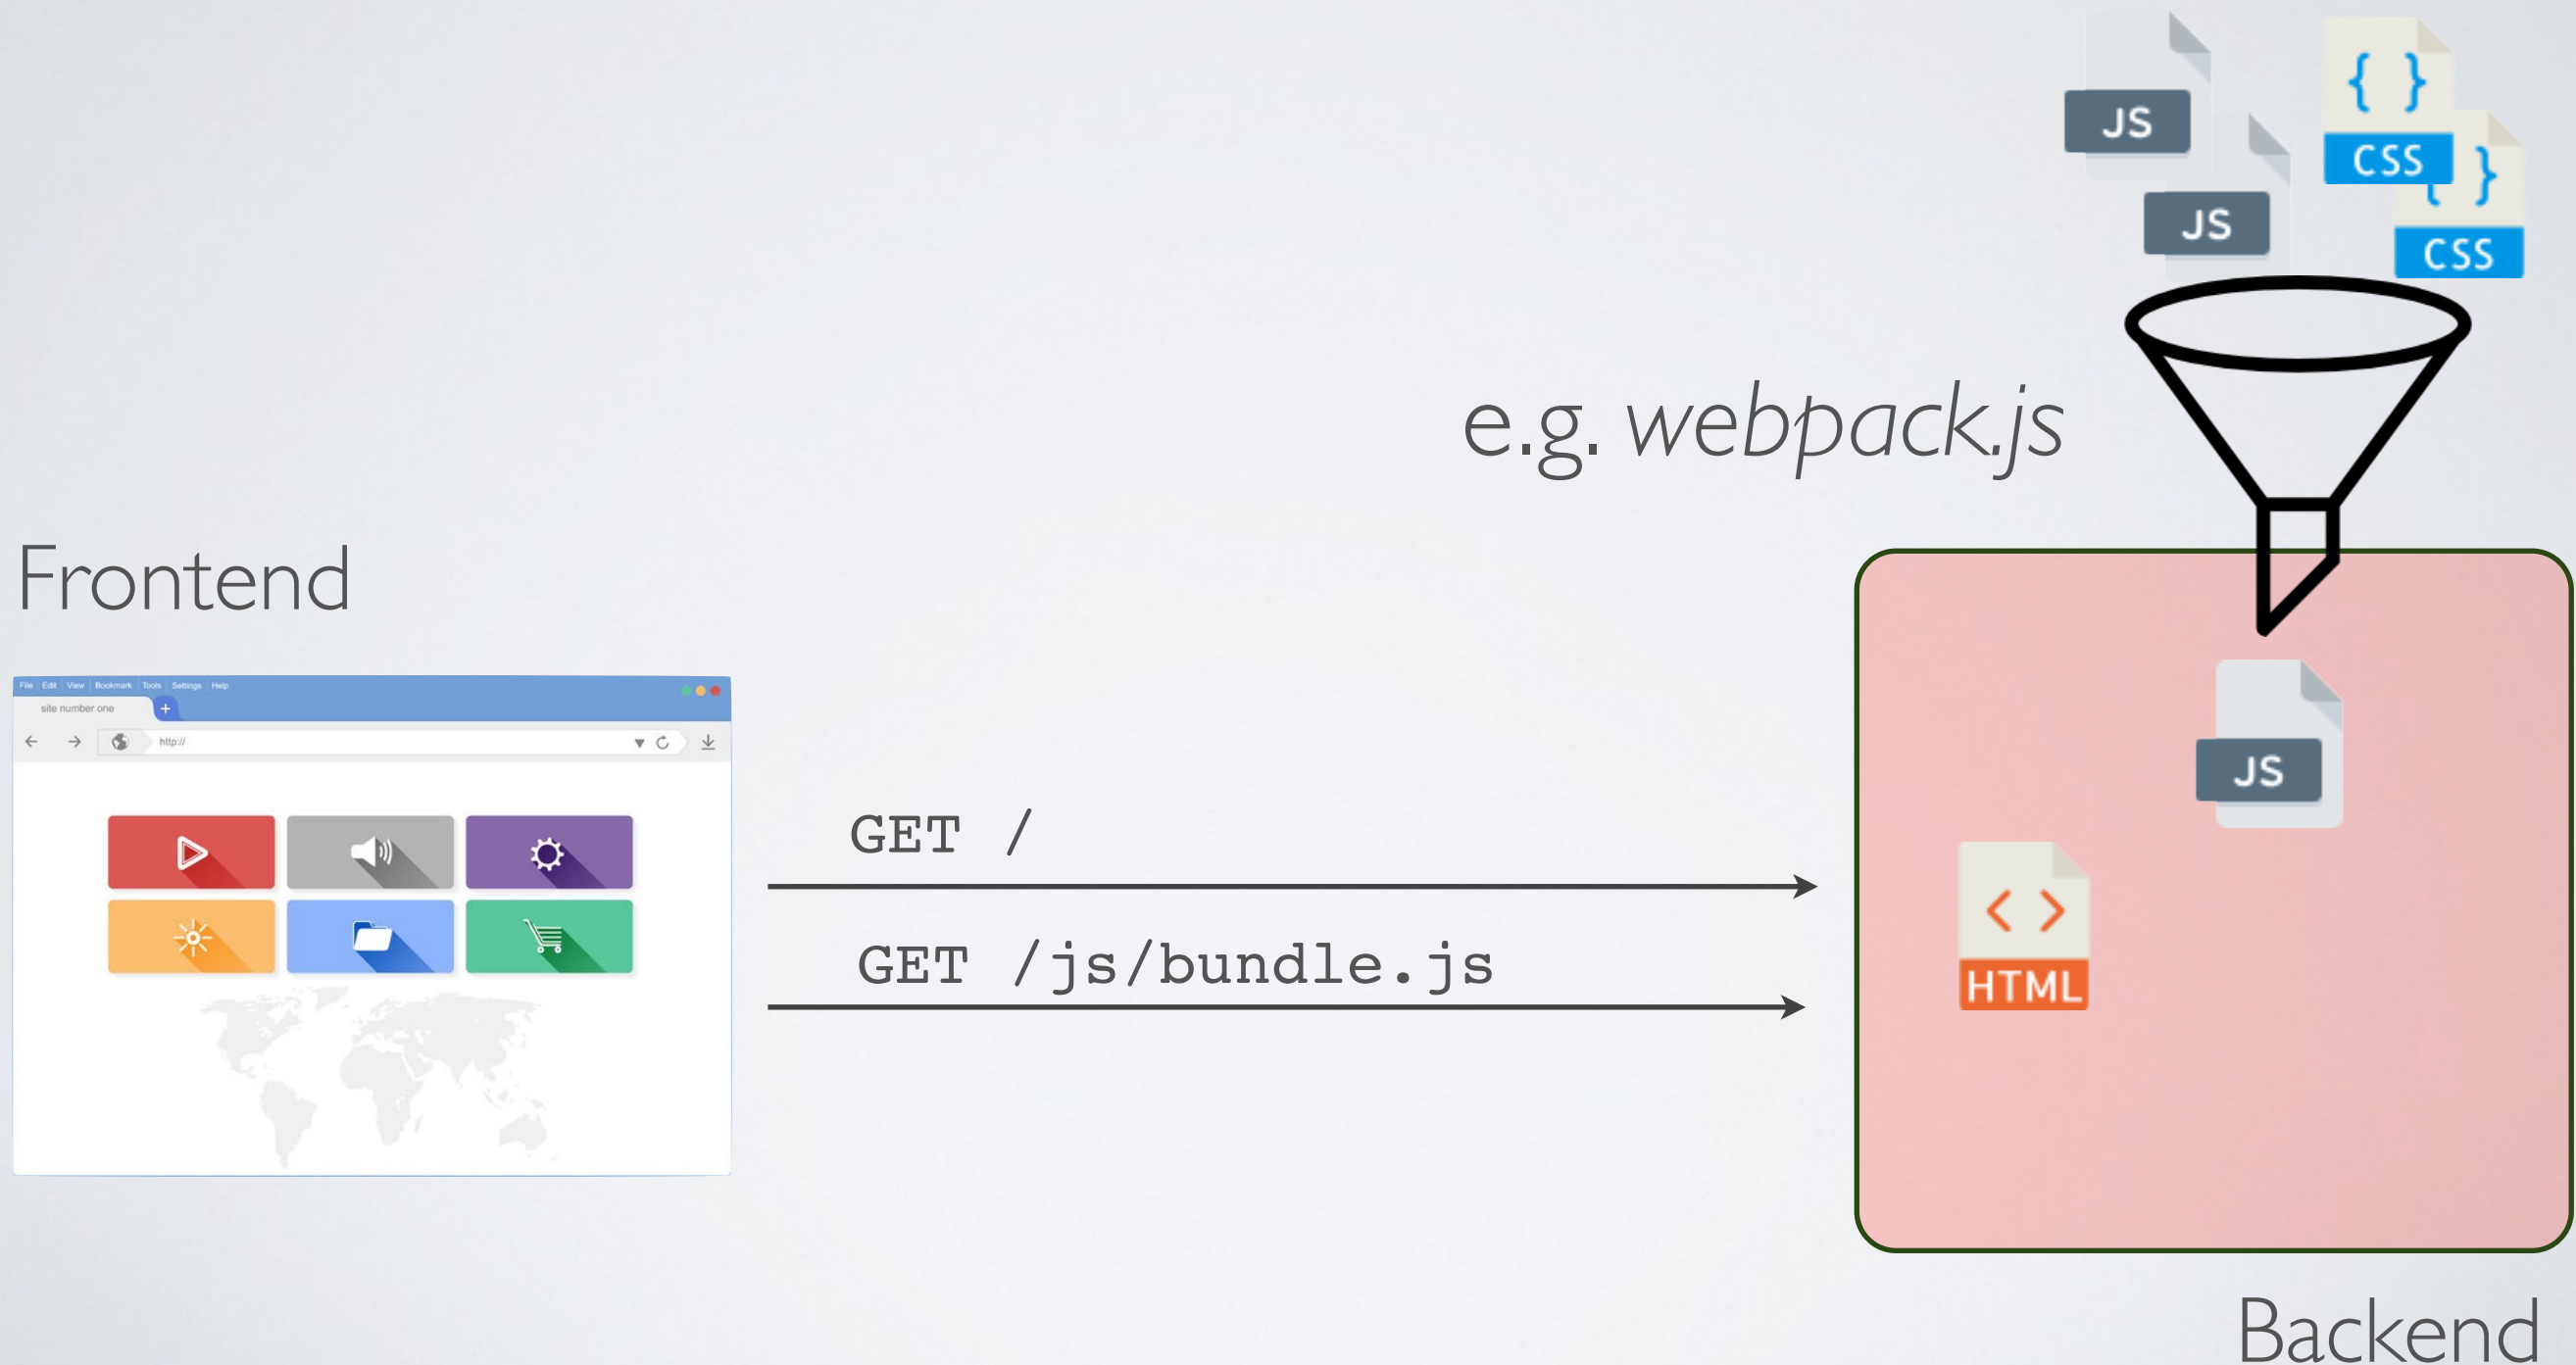 JS
{ }
CSS
JS
}
CSS
e.g. webpack.js
Frontend
File Edit View Bookmark Tools Settings Help
site number one
+
http://
JS
GET /
GET /js/bundle.js
< >
HTML
Backend